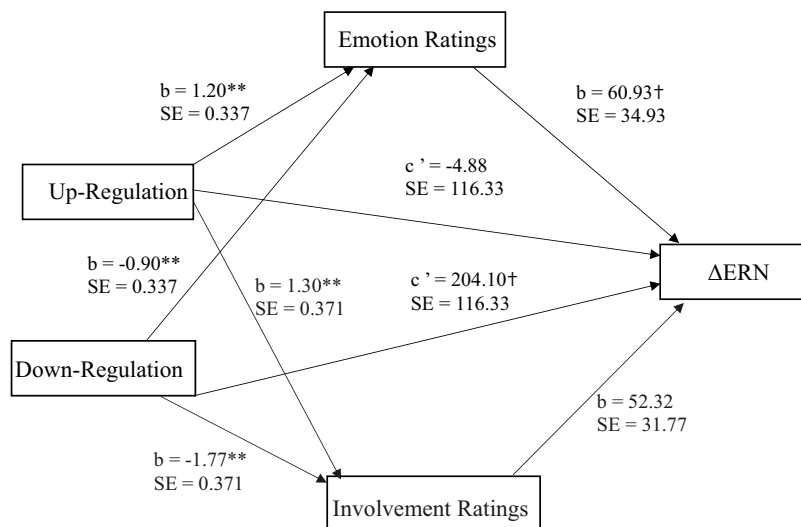 Emotion Ratings
b = 1.20**
SE = 0.337
b = 60.93†
SE = 34.93
Up-Regulation
c ’ = -4.88
SE = 116.33
b = -0.90**
SE = 0.337
b = 1.30**
SE = 0.371
c ’ = 204.10†
SE = 116.33
ΔERN
Down-Regulation
b = 52.32
SE = 31.77
b = -1.77**
SE = 0.371
Involvement Ratings